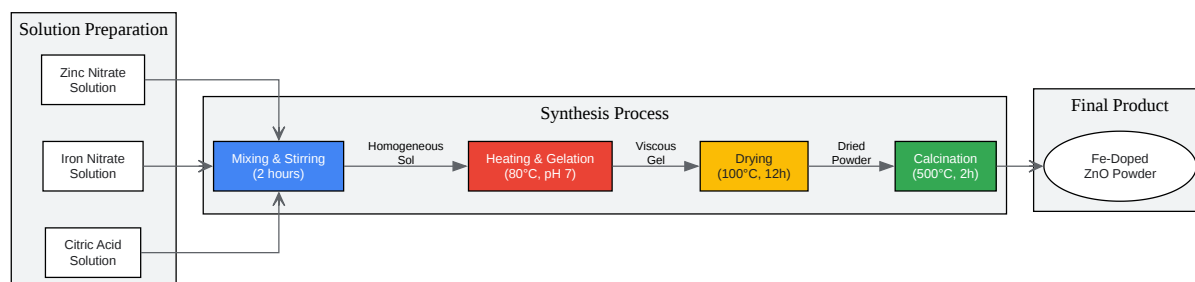 Solution Preparation
Zinc Nitrate
Solution
Iron Nitrate
Solution
Citric Acid
Solution
Synthesis Process
Mixing & Stirring
(2 hours)
Homogeneous
Sol
Heating & Gelation
(80°C, pH 7)
Viscous
Gel
Drying
(100°C, 12h)
Dried
Powder
Calcination
(500°C, 2h)
Final Product
Fe-Doped
ZnO Powder